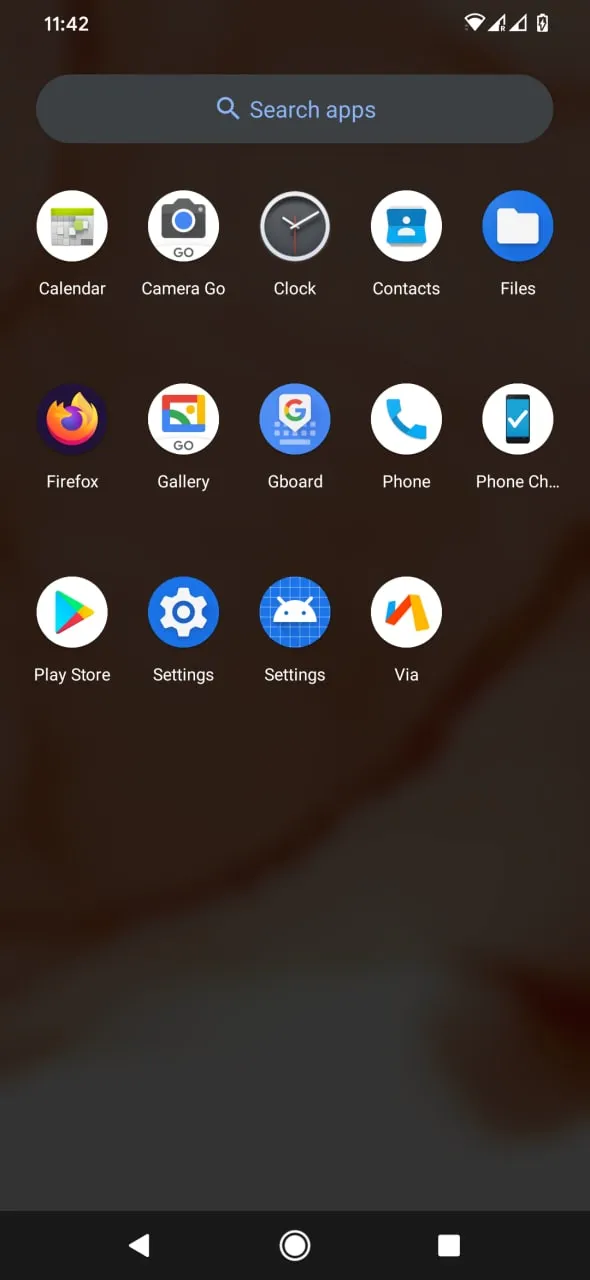 11:42
R
Search apps
GO
Calendar
Camera Go
Clock
Contacts
Files
GO
G
Firefox
Gallery
Gboard
Phone
Phone Ch…
Play Store
Settings
Settings
Via